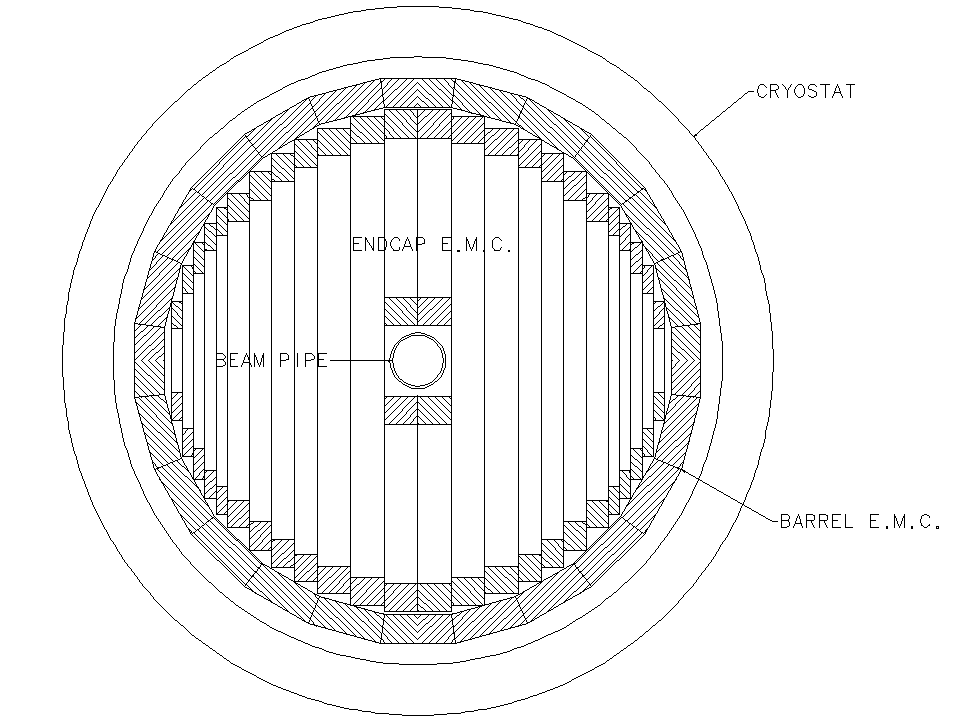 CRYOSTAT
ENDCAP E.M.C.
BEAM PIPE
BARREL E.M.C.